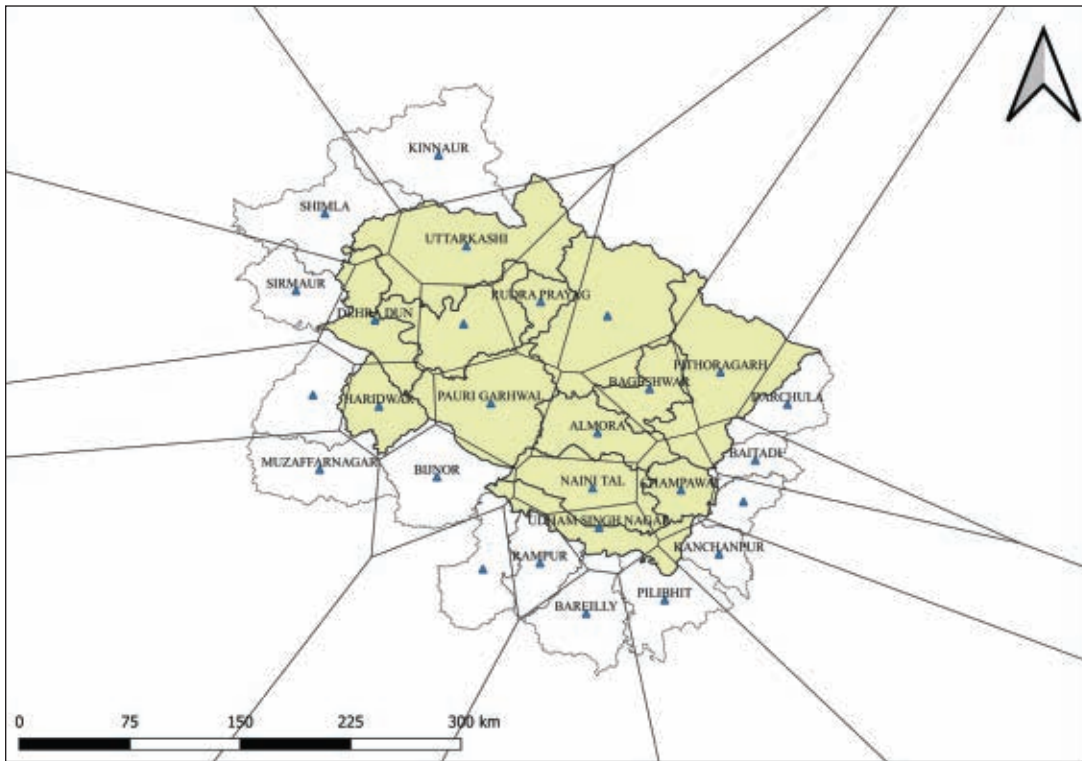 KINNAUR
SHIMLA
UTTARKASHI
SIRMAUR
RUDRA PRAYAG
DEHRA DUN
PITHORAGARH
BAGESHWAR
HARIDWAR
PAURI GARHWAL
DARCHULA
ALMORA
MUZAFFARNAGAR
BIJNOR
BAITADI
NAINI TAL
CHAMPAWAT
UDHAM SINGH NAGAR
RAMPUR
KANCHANPUR
BAREILLY
PILIBHIT
0 75 150 225 300 km